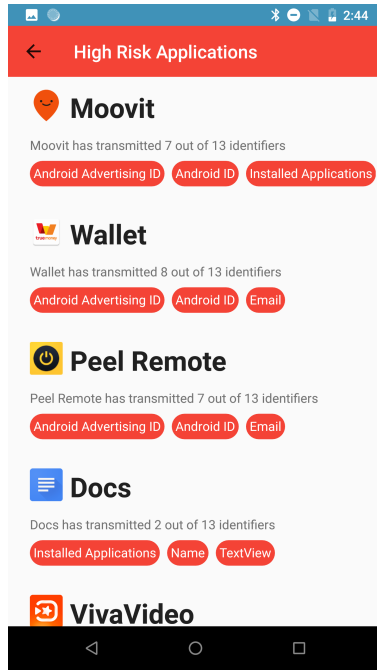 2:44
High Risk Applications
Moovit
Moovit has transmitted 7 out of 13 identifiers
Android Advertising ID Android ID Installed Applications
Wallet
Wallet has transmitted 8 out of 13 identifiers
Android Advertising ID Android ID Email
Peel Remote
Peel Remote has transmitted 7 out of 13 identifiers
Android Advertising ID Android ID Email
Docs
Docs has transmitted 2 out of 13 identifiers
Installed Applications Name TextView
VivaVideo